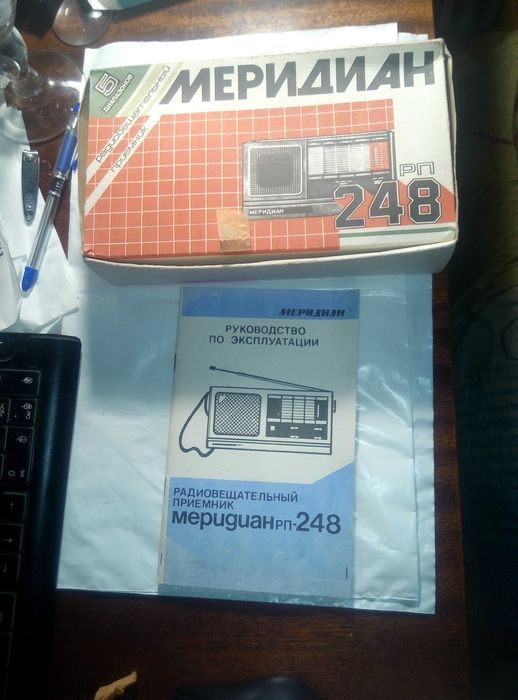 5
ДИАПАЗОНОВ
радиовещательный
приемник
МЕРИДИАН
МЕРИДИАН
РП
248
МЕРИДИАН
РУКОВОДСТВО
ПО ЭКСПЛУАТАЦИИ
РАДИОВЕЩАТЕЛЬНЫЙ
ПРИЕМНИК
меридиан РП-248